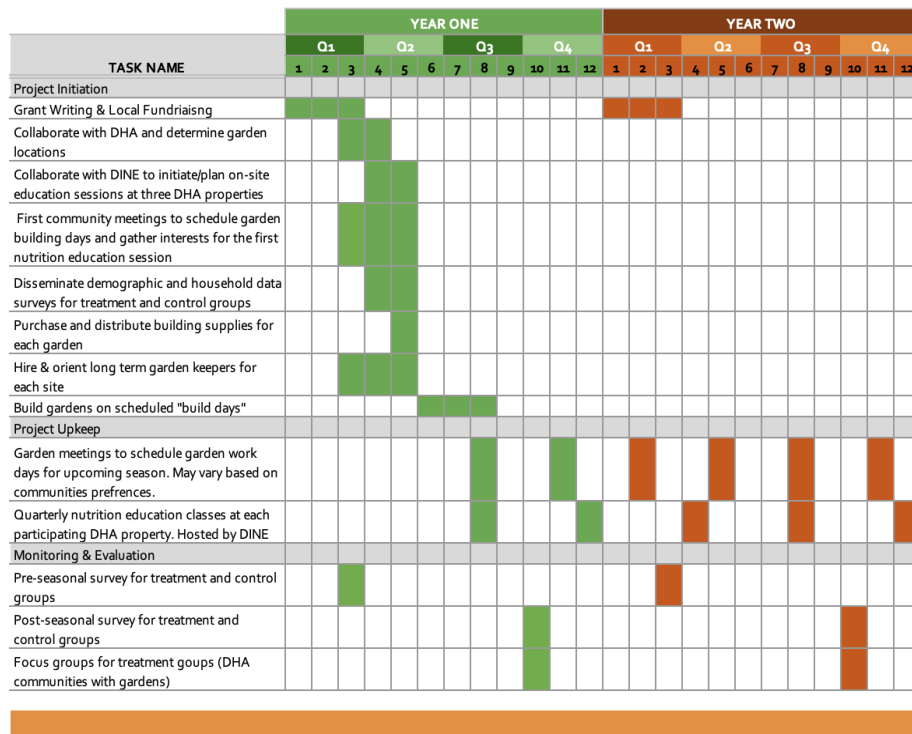 YEAR ONE YEAR TWO
Q1 Q2 Q3 Q4 Q1 Q2 Q3 Q4
TASK NAME 1 2 3 4 5 6 7 8 9 10 11 12 1 2 3 4 5 6 7 8 9 10 11 12
Project Initiation
Grant Writing & Local Fundriaisng
Collaborate with DHA and determine garden
locations
Collaborate with DINE to initiate/plan on-site
education sessions at three DHA properties
First community meetings to schedule garden
building days and gather interests for the first
nutrition education session
Disseminate demographic and household data
surveys for treatment and control groups
Purchase and distribute building supplies for
each garden
Hire & orient long term garden keepers for
each site
Build gardens on scheduled "build days"
Project Upkeep
Garden meetings to schedule garden work
days for upcoming season. May vary based on
communities prefrences.
Quarterly nutrition education classes at each
participating DHA property. Hosted by DINE
Monitoring & Evaluation
Pre-seasonal survey for treatment and control
groups
Post-seasonal survey for treatment and
control groups
Focus groups for treatment goups (DHA
communities with gardens)